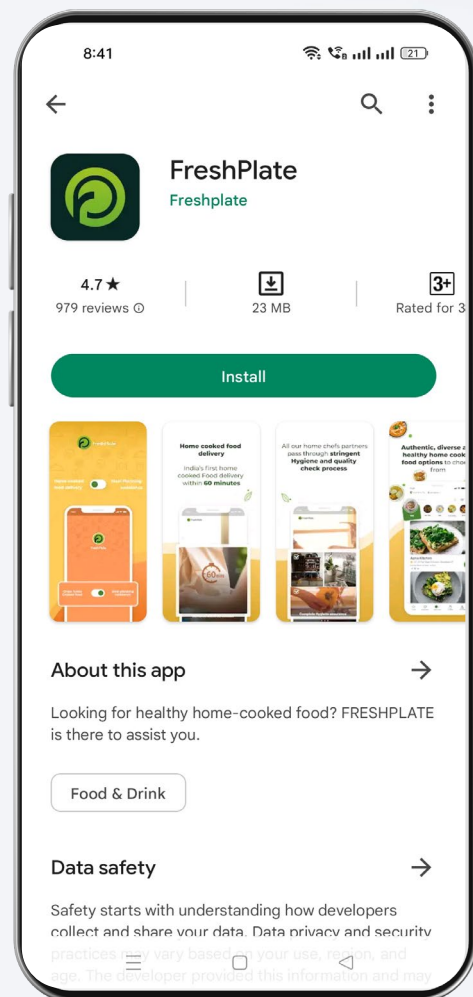 8:41
21
FreshPlate
Freshplate
4.7★
979 reviews
23 MB
3+
Rated for 3
Install
Home cooked food
delivery
India's first home
cooked Food delivery
within 60 minutes
All our home chefs partners
pass through stringent
Hygiene and quality
check process
Authentic, diverse a
healthy home cook
food options to cho
from
About this app
Looking for healthy home-cooked food? FRESHPLATE
is there to assist you.
Food & Drink
Data safety
Safety starts with understanding how developers
collect and share your data. Data privacy and security
practices may vary based on your use, region, and
age. The developer provided this information and may